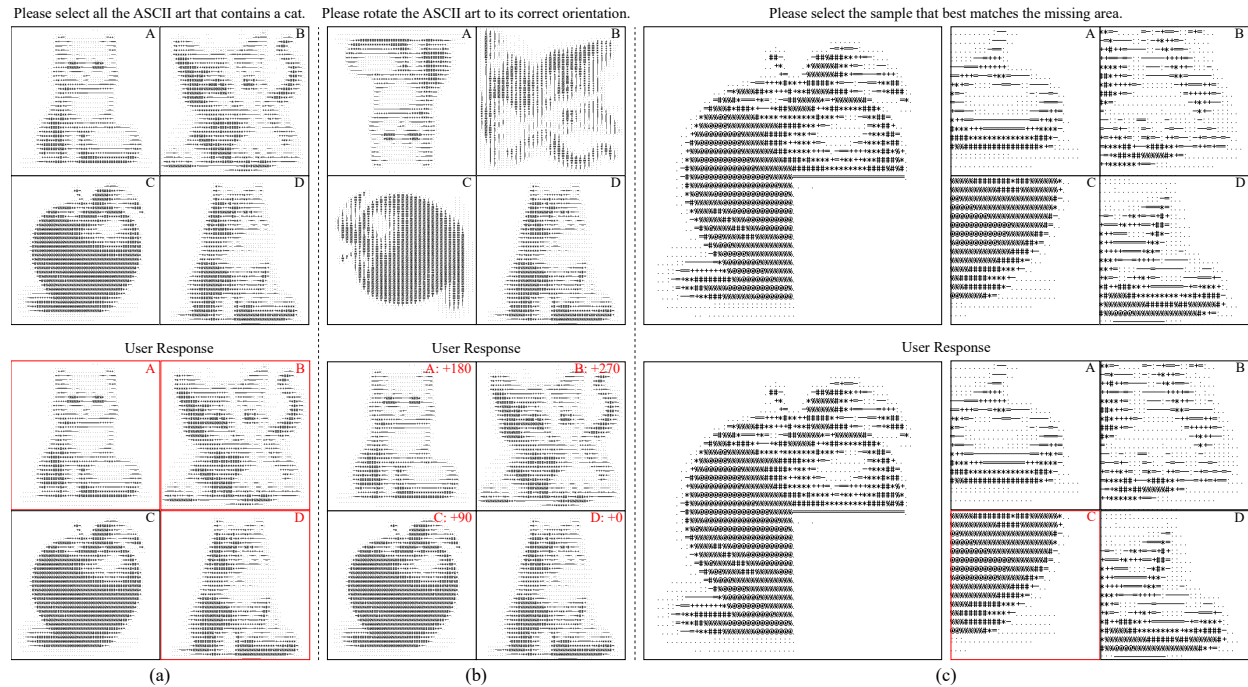 Please select all the ASCII art that contains a cat.
A
B
C
D
Please rotate the ASCII art to its correct orientation.
A
B
C
D
Please select the sample that best matches the missing area.
A
B
C
D
User Response
A
B
C
D
User Response
A: +180
B: +270
C: +90
D: +0
User Response
A
B
C
D
(a)
(b)
(c)